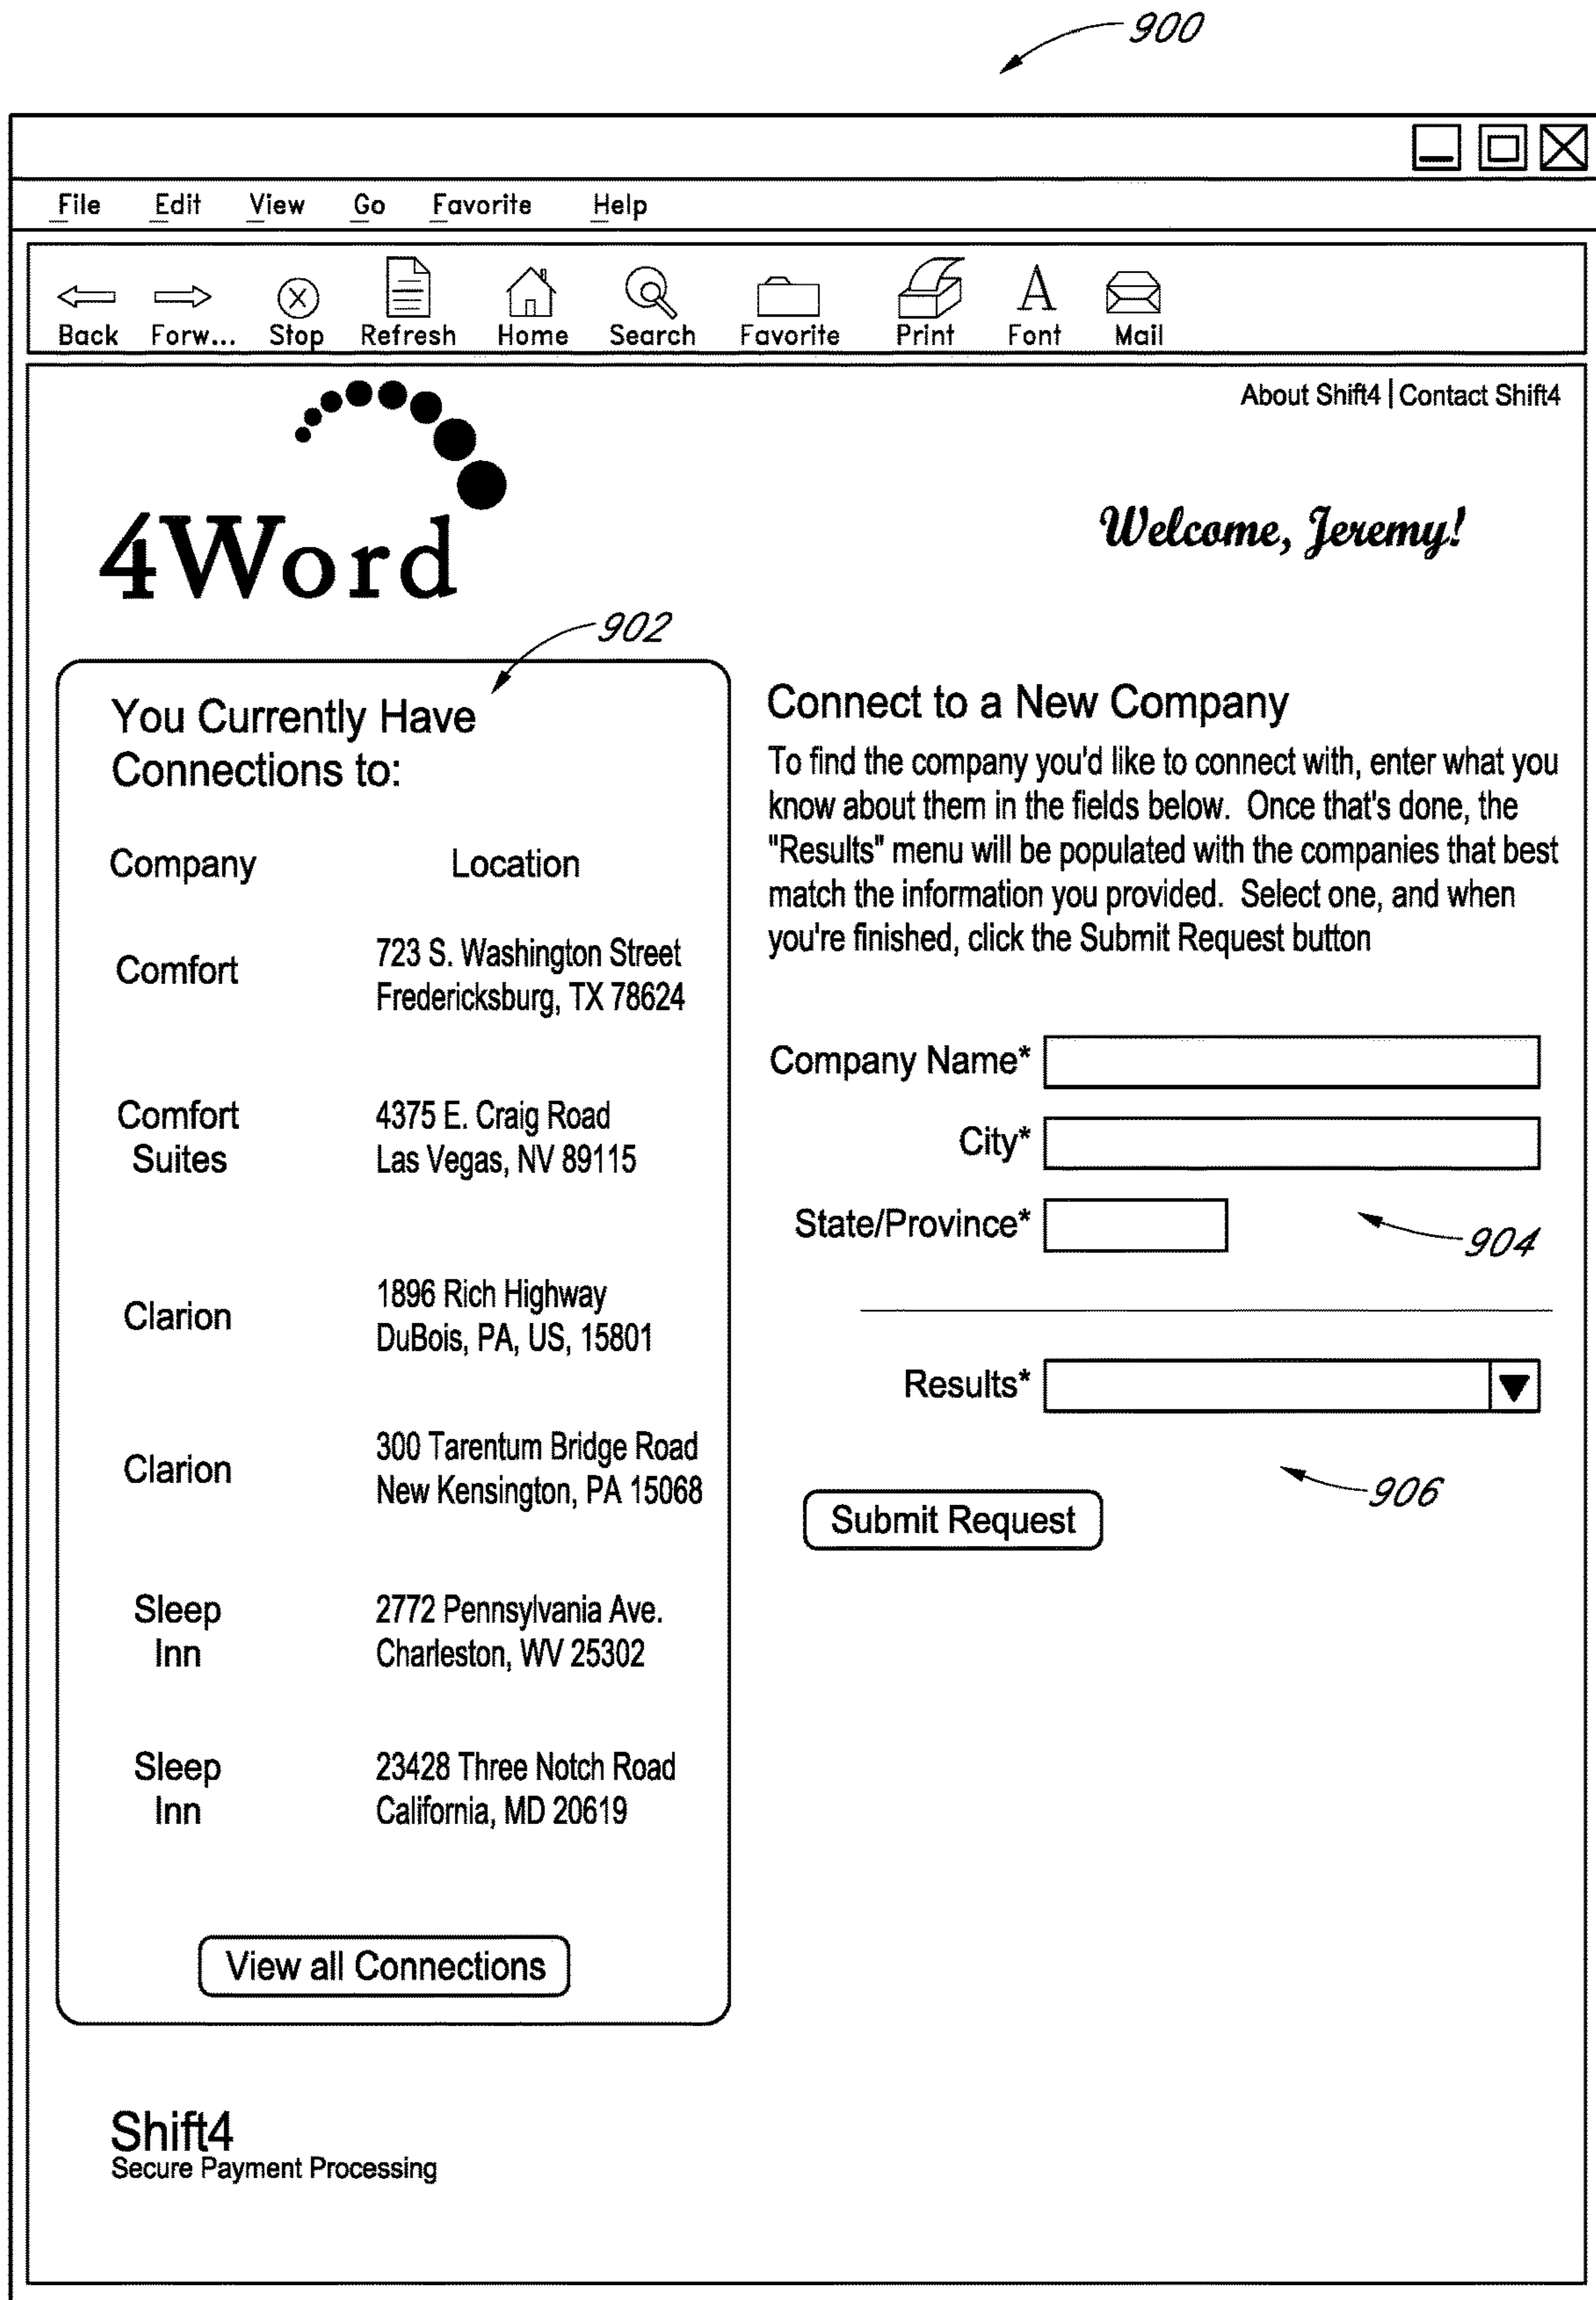 900
File Edit View Go Favorite Help
Back Forw... Stop Refresh Home Search Favorite Print Font Mail
About Shift4 | Contact Shift4
4Word
Welcome, Jeremy!
902
You Currently Have
Connections to:
Company Location
Comfort
723 S. Washington Street
Fredericksburg, TX 78624
Comfort
Suites
4375 E. Craig Road
Las Vegas, NV 89115
Clarion
1896 Rich Highway
DuBois, PA, US, 15801
Clarion
300 Tarentum Bridge Road
New Kensington, PA 15068
Sleep
Inn
2772 Pennsylvania Ave.
Charleston, WV 25302
Sleep
Inn
23428 Three Notch Road
California, MD 20619
View all Connections
Connect to a New Company
To find the company you'd like to connect with, enter what you
know about them in the fields below. Once that's done, the
"Results" menu will be populated with the companies that best
match the information you provided. Select one, and when
you're finished, click the Submit Request button
Company Name*
City*
State/Province*
904
Results*
906
Submit Request
Shift4
Secure Payment Processing